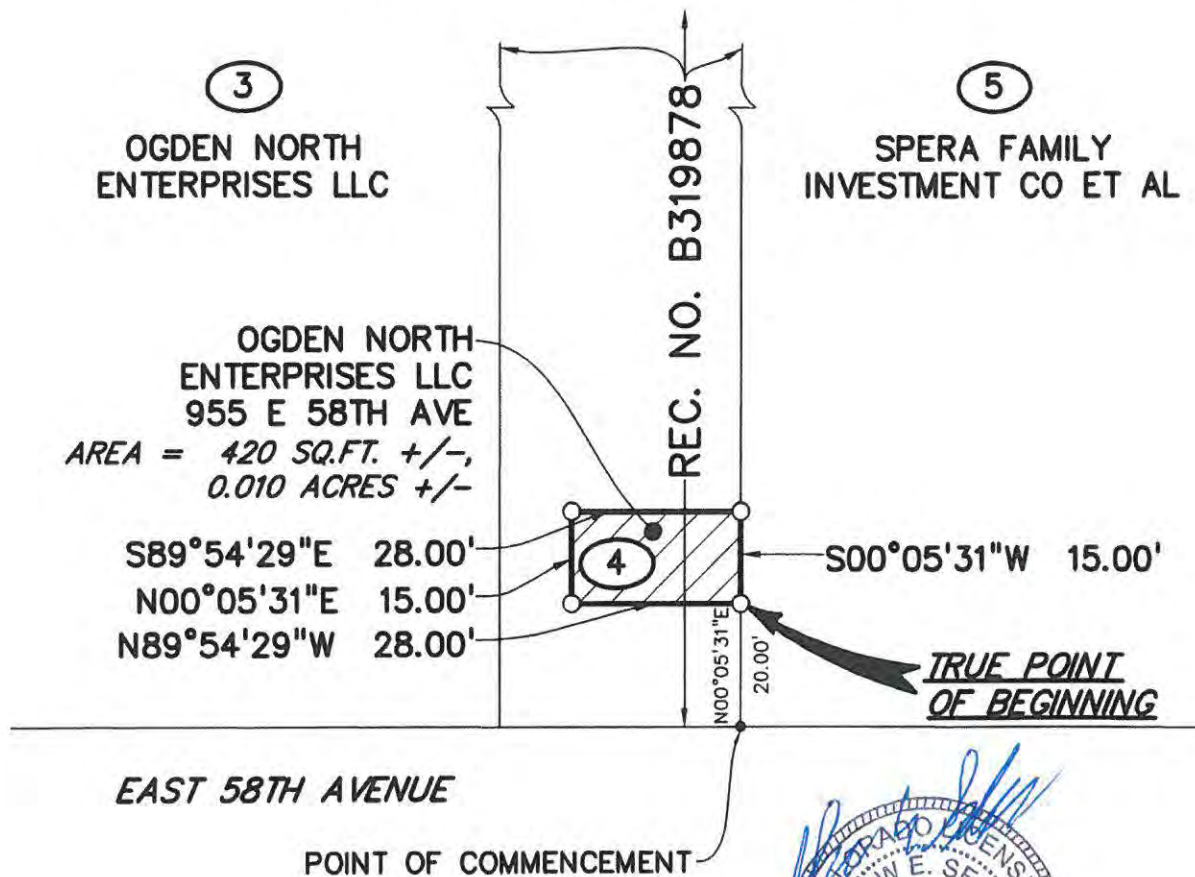 3
OGDEN NORTH
ENTERPRISES LLC
5
SPERA FAMILY
INVESTMENT CO ET AL
REC. NO. B319878
OGDEN NORTH
ENTERPRISES LLC
955 E 58TH AVE
AREA = 420 SQ.FT. +/-,
0.010 ACRES +/-
S89°54'29"E 28.00'
N00°05'31"E 15.00'
N89°54'29"W 28.00'
4
S00°05'31"W 15.00'
N00°05'31"E
20.00'
TRUE POINT
OF BEGINNING
EAST 58TH AVENUE
POINT OF COMMENCEMENT